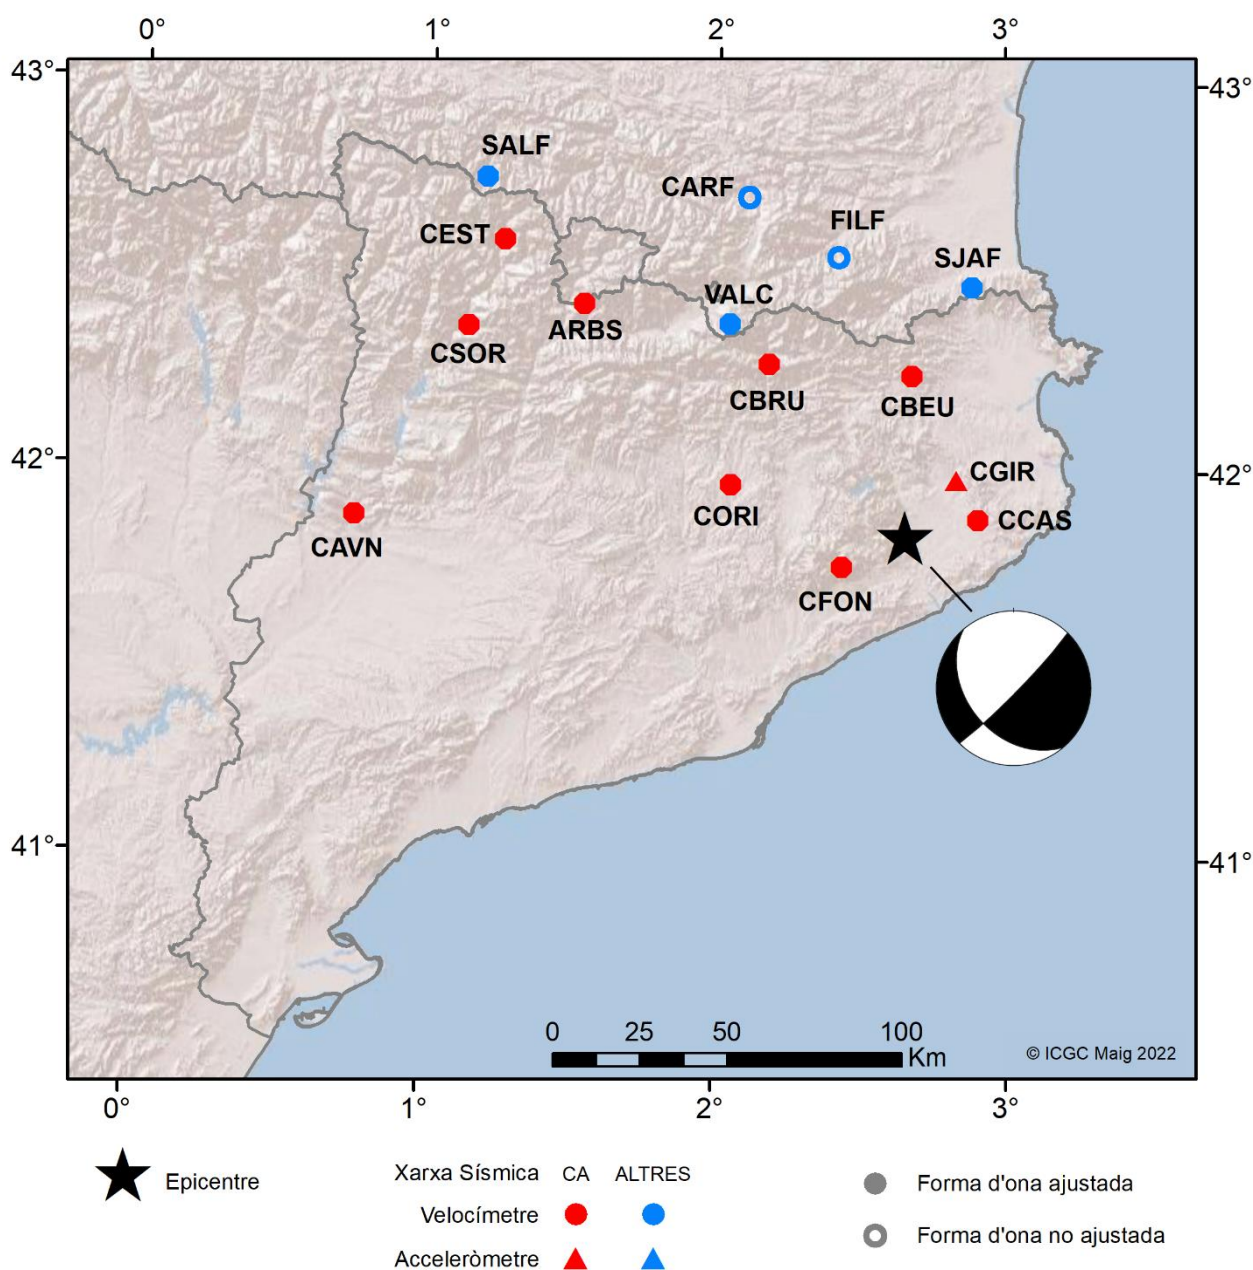 0° 1° 2° 3°
43° 43°
SALF
CARF
CEST
FILF
SJAF
VALC
ARBS
CSOR
CBRU
CBEU
42° 42°
CGIR
CORI
CCAS
CAVN
CFON
41° 41°
0 25 50 100
Km
© ICGC Maig 2022
0° 1° 2° 3°
Epicentre
Xarxa Sísmica CA ALTRES
Velocímetre
Acceleròmetre
Forma d'ona ajustada
Forma d'ona no ajustada